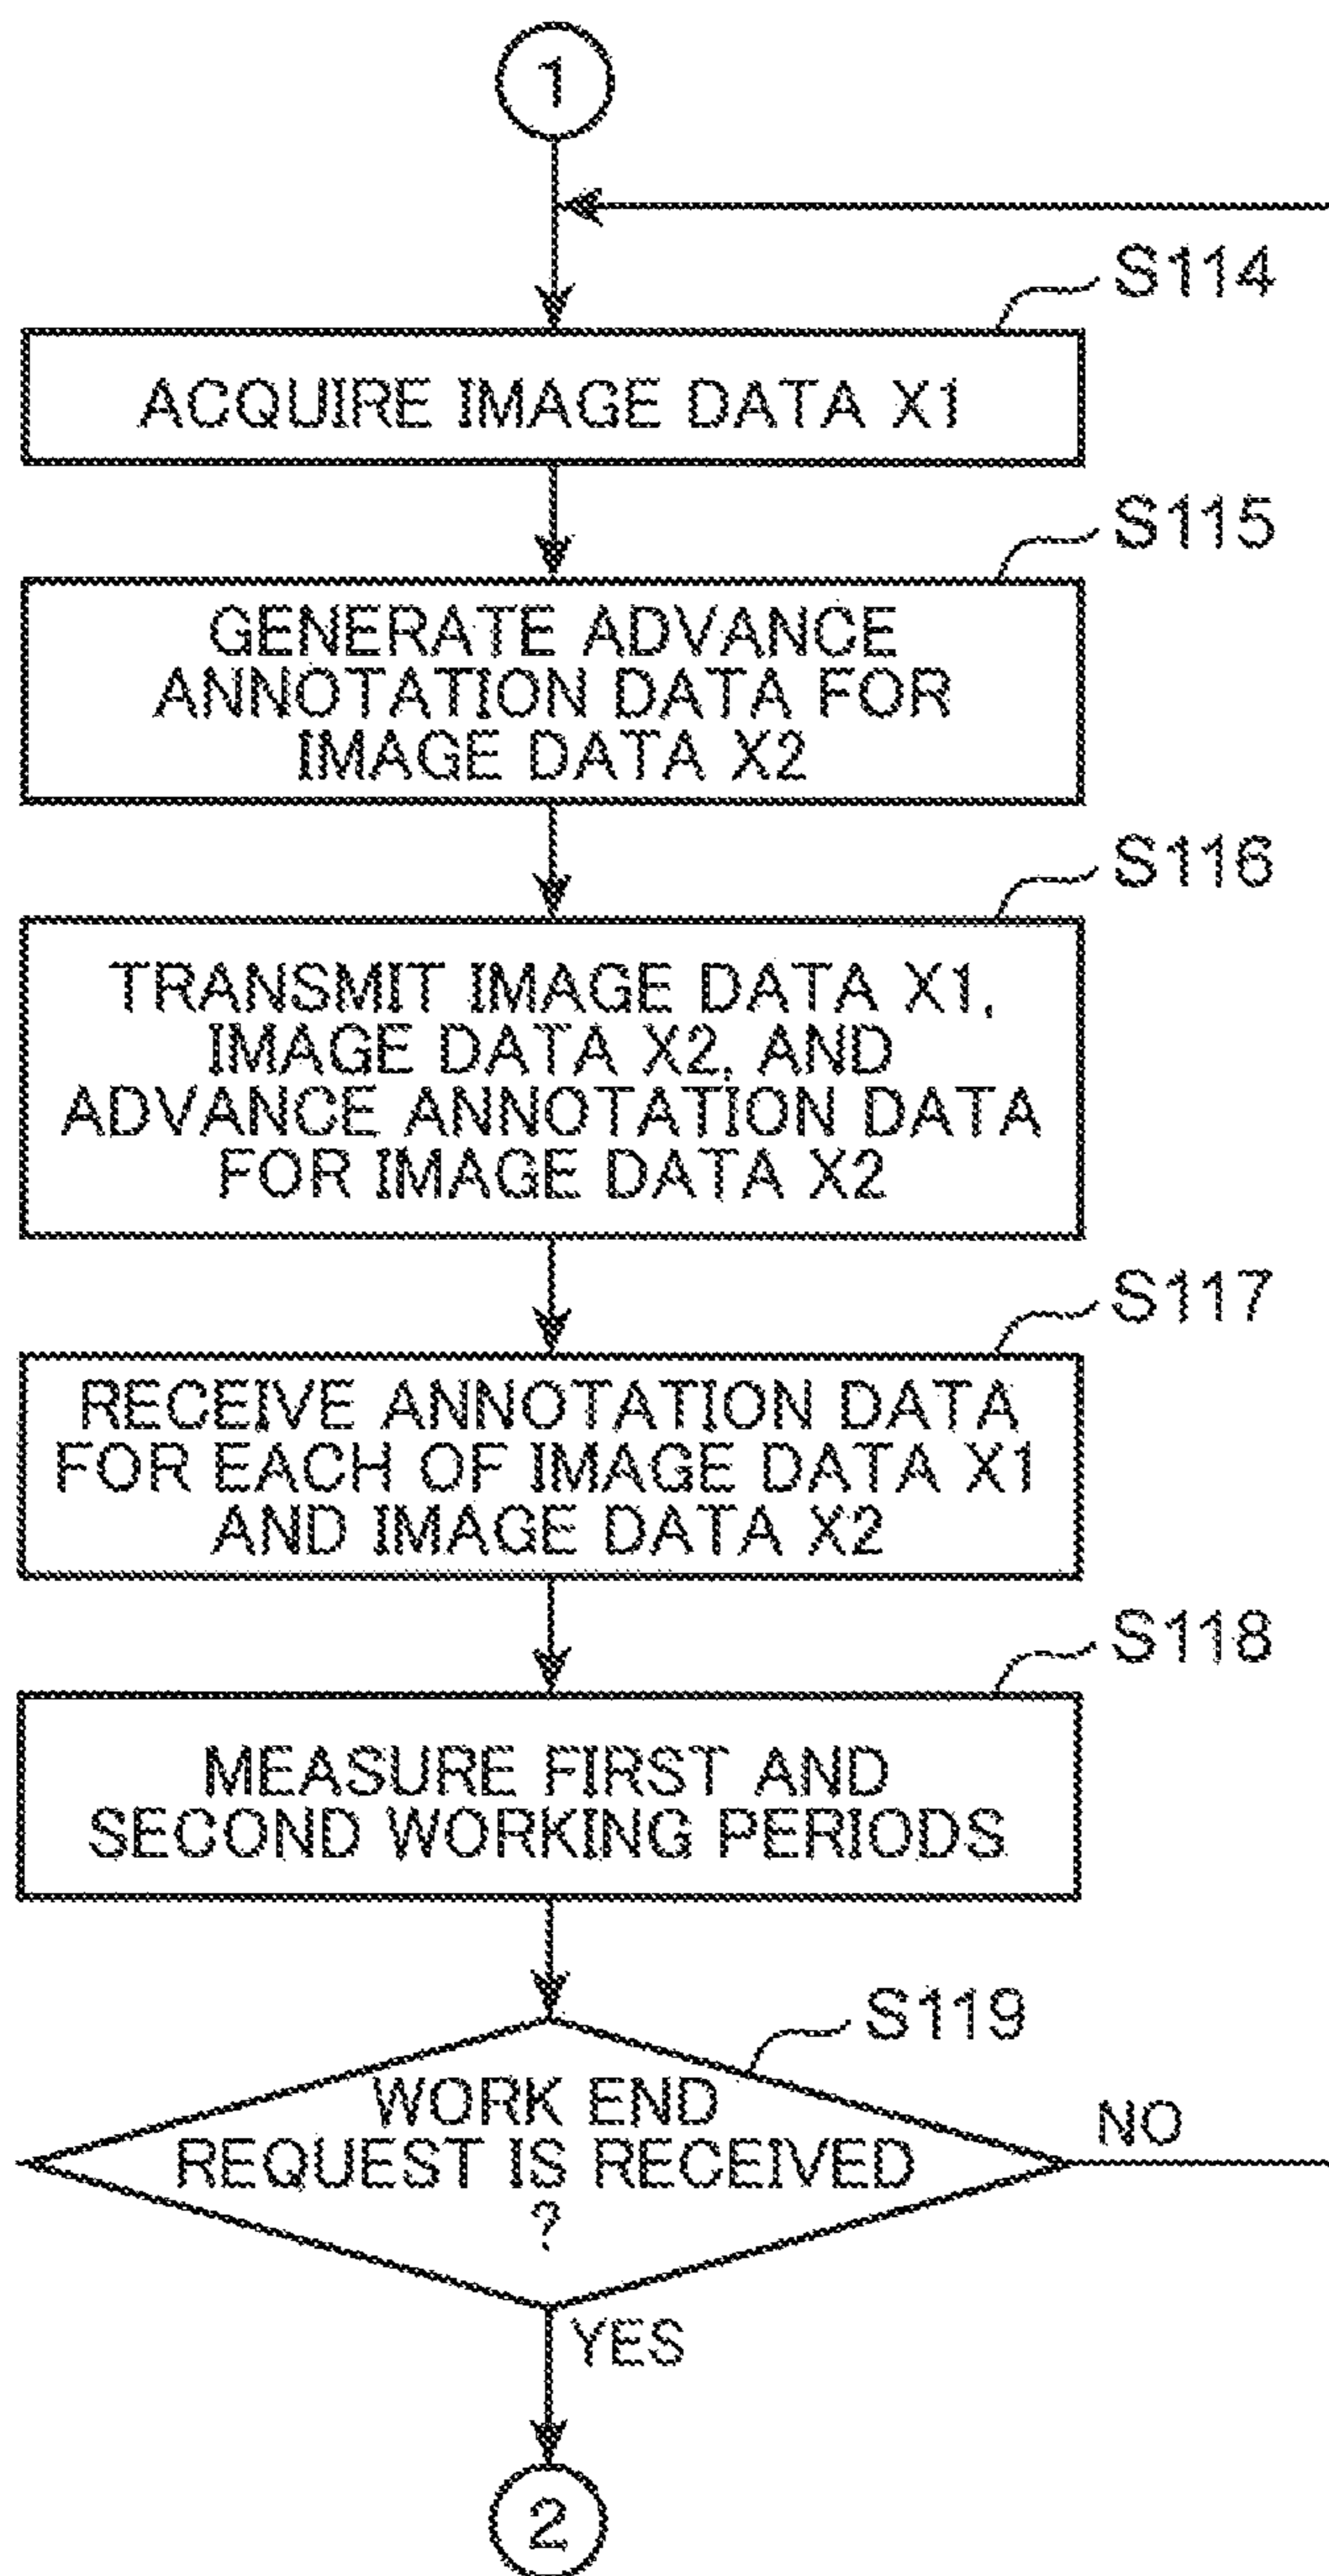 1
S114
ACQUIRE IMAGE DATA X1
S115
GENERATE ADVANCE
ANNOTATION DATA FOR
IMAGE DATA X2
S116
TRANSMIT IMAGE DATA X1,
IMAGE DATA X2, AND
ADVANCE ANNOTATION DATA
FOR IMAGE DATA X2
S117
RECEIVE ANNOTATION DATA
FOR EACH OF IMAGE DATA X1
AND IMAGE DATA X2
S118
MEASURE FIRST AND
SECOND WORKING PERIODS
S119
WORK END
REQUEST IS RECEIVED
?
NO
YES
2